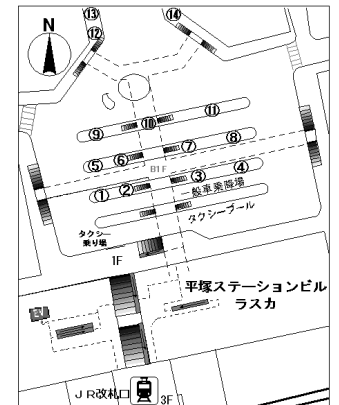 ⑬
⑭
N
⑫
⑪
⑩
⑨
⑧
⑦
⑥
⑤
B1F
④
③
②
①
一般車乗降場
タクシープール
タクシー
乗り場
1F
平塚ステーションビル
ラスカ
JR改札口
3F